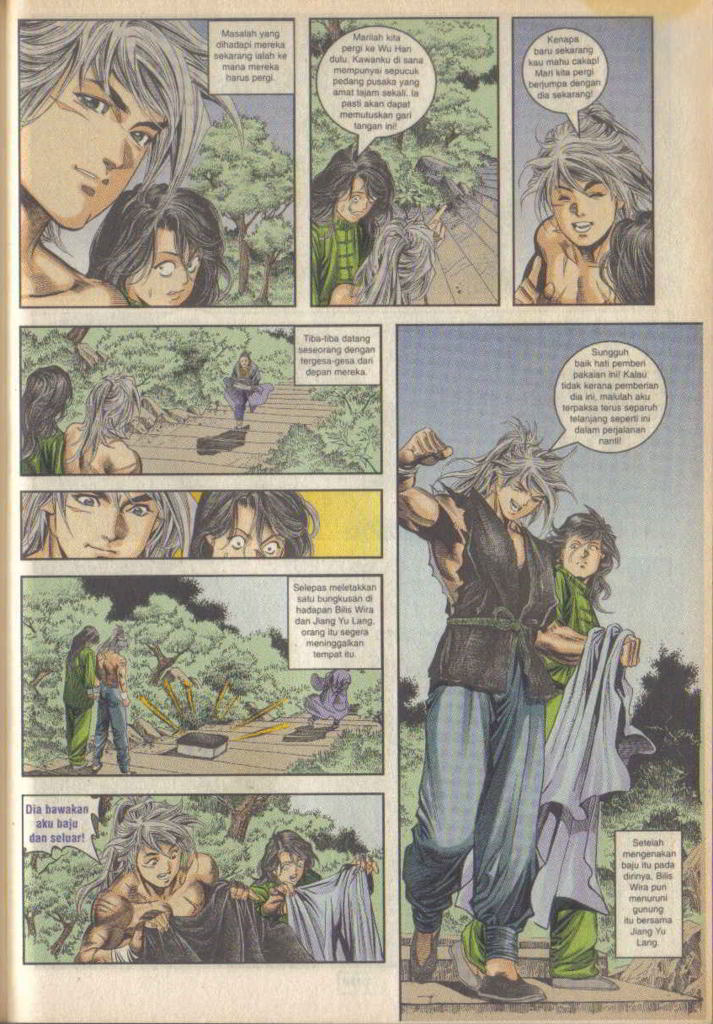 Masalah yang
dihadapi mereka
sekarang ialah ke
mana mereka
harus pergi.
Marilah kita
pergi ke Wu Han
dulu. Kawanku di sana
mempunyai sepucuk
pedang pusaka yang
amat tajam sekali. Ia
pasti akan dapat
memutuskan gari
tangan ini!
Kenapa
baru sekarang
kau mahu cakap!
Mari kita pergi
berjumpa dengan
dia sekarang!
Tiba-tiba datang
seseorang dengan
tergesa-gesa dari
depan mereka.
Selepas meletakkan
satu bungkusan di
hadapan Bilis Wira
dan Jiang Yu Lang,
orang itu segera
meninggalkan
tempat itu.
Dia bawakan
aku baju
dan seluar!
Sungguh
baik hati pemberi
pakaian ini! Kalau
tidak kerana pemberian
dia ini, malulah aku
terpaksa terus separuh
telanjang seperti ini
dalam perjalanan
nanti!
Setelah
mengenakan
baju itu pada
dirinya, Bilis
Wira pun
menuruni
gunung
itu bersama
Jiang Yu
Lang.